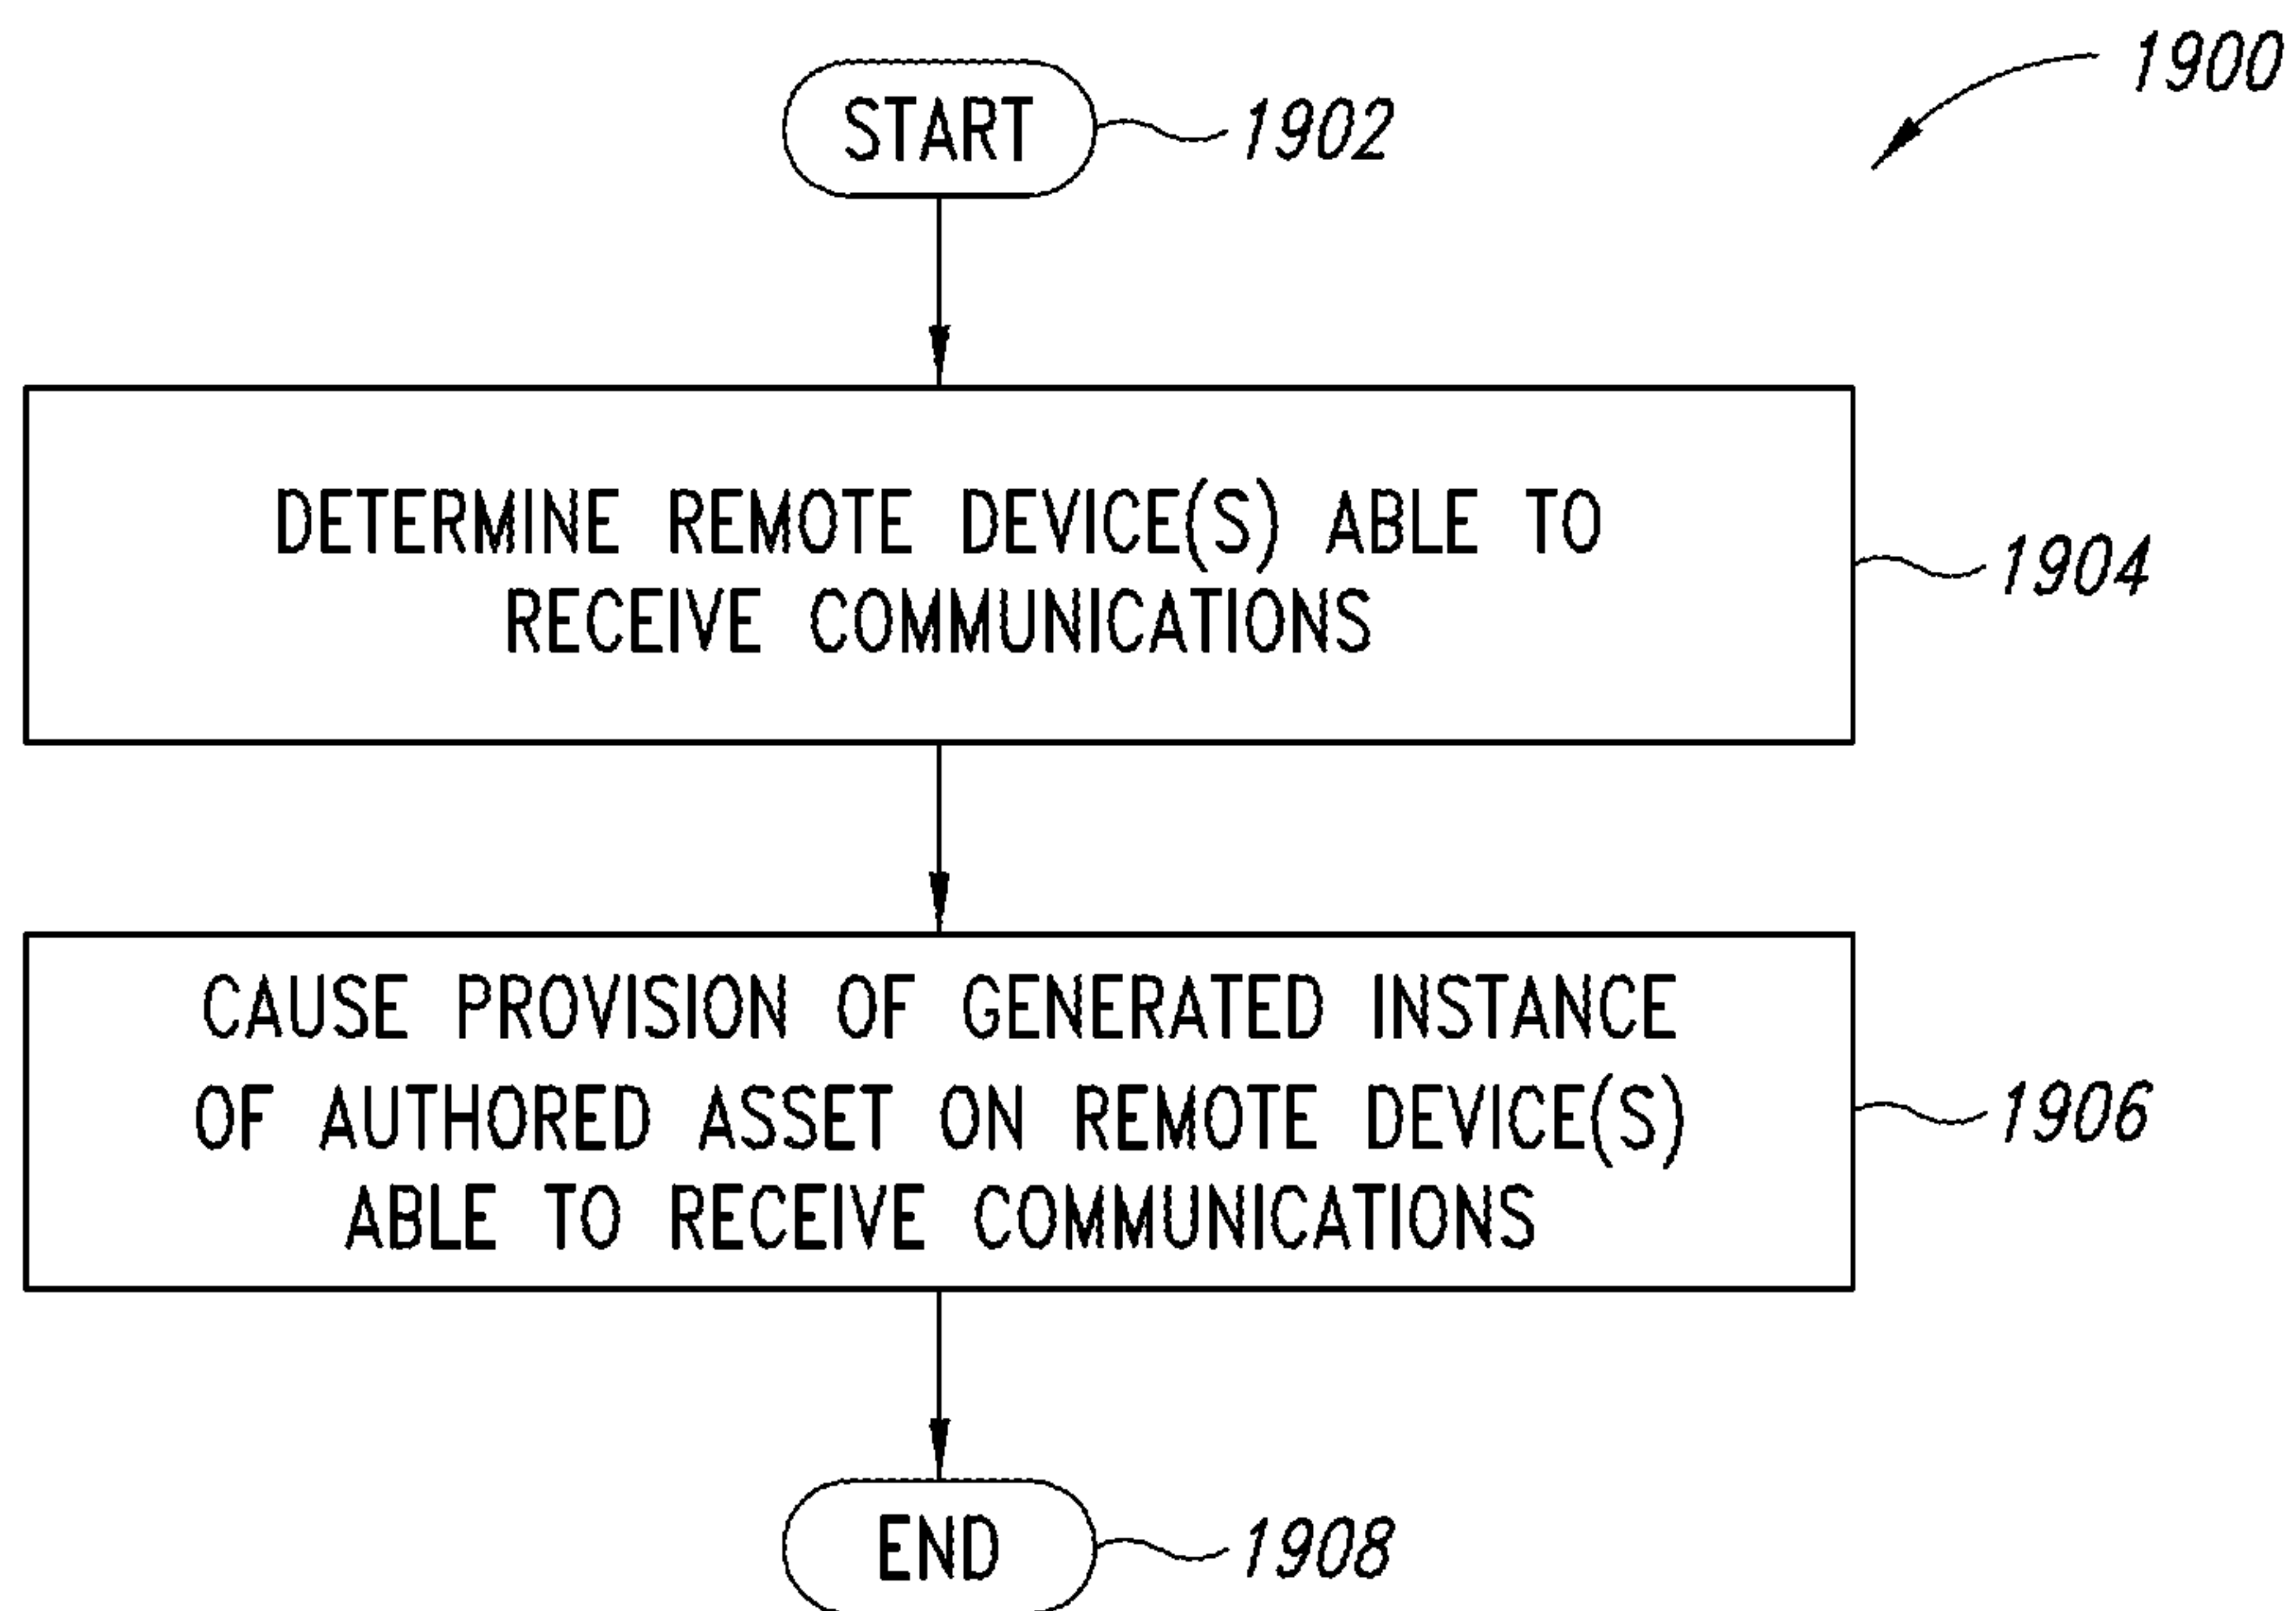 1900
START
1902
DETERMINE REMOTE DEVICE(S) ABLE TO
RECEIVE COMMUNICATIONS
1904
CAUSE PROVISION OF GENERATED INSTANCE
OF AUTHORED ASSET ON REMOTE DEVICE(S)
ABLE TO RECEIVE COMMUNICATIONS
1906
END
1908